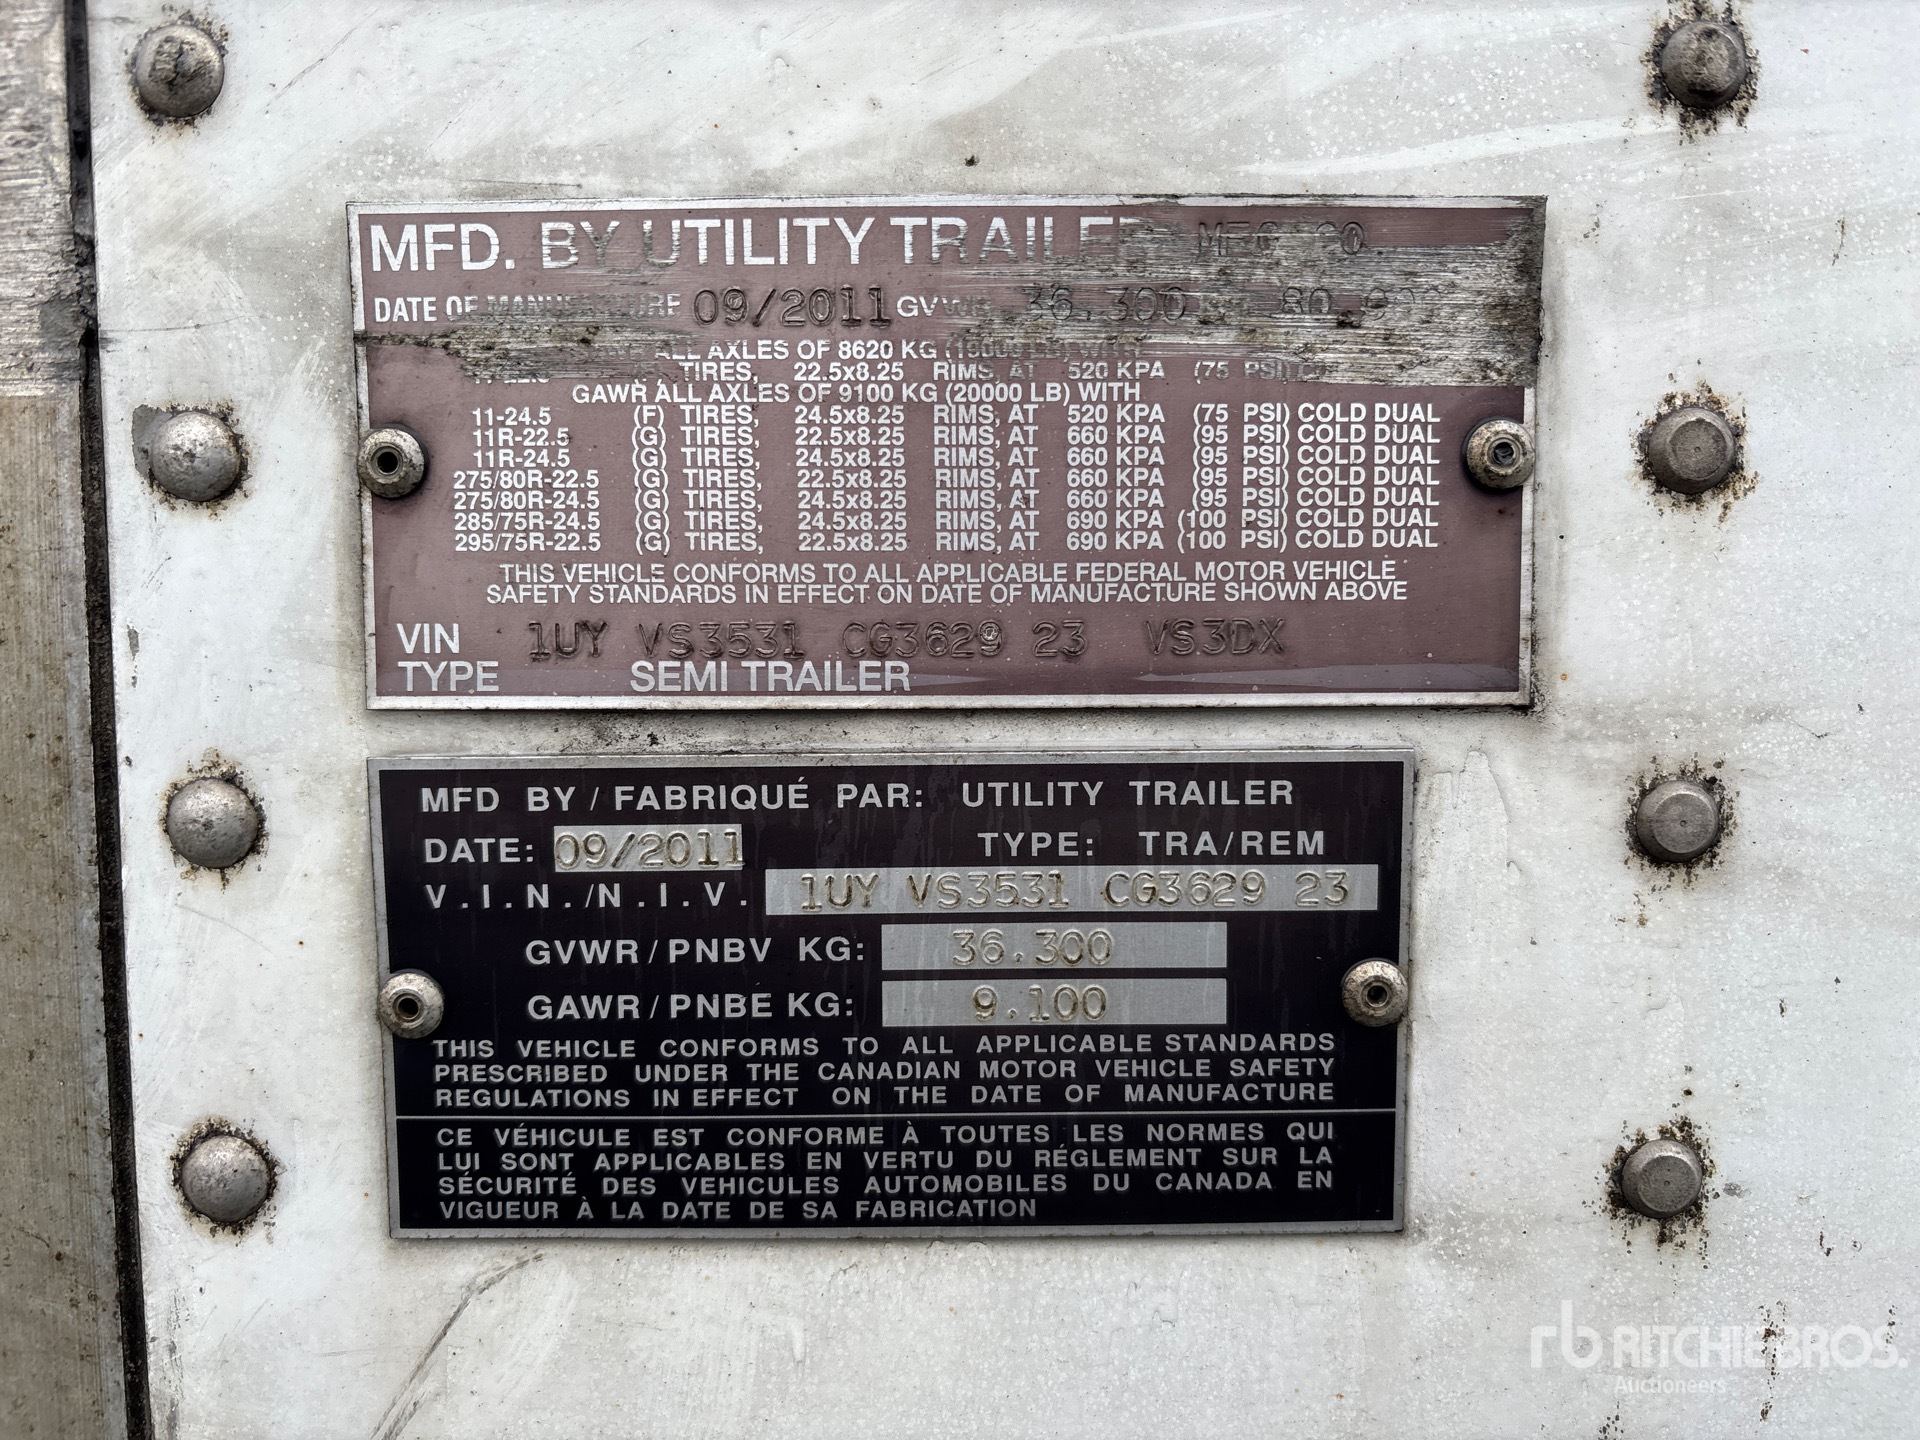 MFD. BY UTILITY TRAILER
DATE OF MANUFACTURE 09/2011 GVWR 36.300
ALL AXLES OF 8620 KG (19000 LB) WITH
TIRES, 22.5x8.25 RIMS, AT 520 KPA (75 PSI)
GAWR ALL AXLES OF 9100 KG (20000 LB) WITH
11-24.5 (F) TIRES, 24.5x8.25 RIMS, AT 520 KPA (75 PSI) COLD DUAL
11R-22.5 (G) TIRES, 22.5x8.25 RIMS, AT 660 KPA (95 PSI) COLD DUAL
11R-24.5 (G) TIRES, 24.5x8.25 RIMS, AT 660 KPA (95 PSI) COLD DUAL
275/80R-22.5 (G) TIRES, 22.5x8.25 RIMS, AT 660 KPA (95 PSI) COLD DUAL
275/80R-24.5 (G) TIRES, 24.5x8.25 RIMS, AT 660 KPA (95 PSI) COLD DUAL
285/75R-24.5 (G) TIRES, 24.5x8.25 RIMS, AT 690 KPA (100 PSI) COLD DUAL
295/75R-22.5 (G) TIRES, 22.5x8.25 RIMS, AT 690 KPA (100 PSI) COLD DUAL
THIS VEHICLE CONFORMS TO ALL APPLICABLE FEDERAL MOTOR VEHICLE
SAFETY STANDARDS IN EFFECT ON DATE OF MANUFACTURE SHOWN ABOVE
VIN 1UY VS3531 CG3629 23 VS3DX
TYPE SEMI TRAILER
MFD BY / FABRIQUÉ PAR: UTILITY TRAILER
DATE: 09/2011 TYPE: TRA/REM
V.I.N./N.I.V. 1UY VS3531 CG3629 23
GVWR / PNBV KG: 36.300
GAWR / PNBE KG: 9.100
THIS VEHICLE CONFORMS TO ALL APPLICABLE STANDARDS
PRESCRIBED UNDER THE CANADIAN MOTOR VEHICLE SAFETY
REGULATIONS IN EFFECT ON THE DATE OF MANUFACTURE
CE VÉHICULE EST CONFORME À TOUTES LES NORMES QUI
LUI SONT APPLICABLES EN VERTU DU RÉGLEMENT SUR LA
SÉCURITÉ DES VEHICULES AUTOMOBILES DU CANADA EN
VIGUEUR À LA DATE DE SA FABRICATION
rb RITCHIE BROS.
Auctioneers